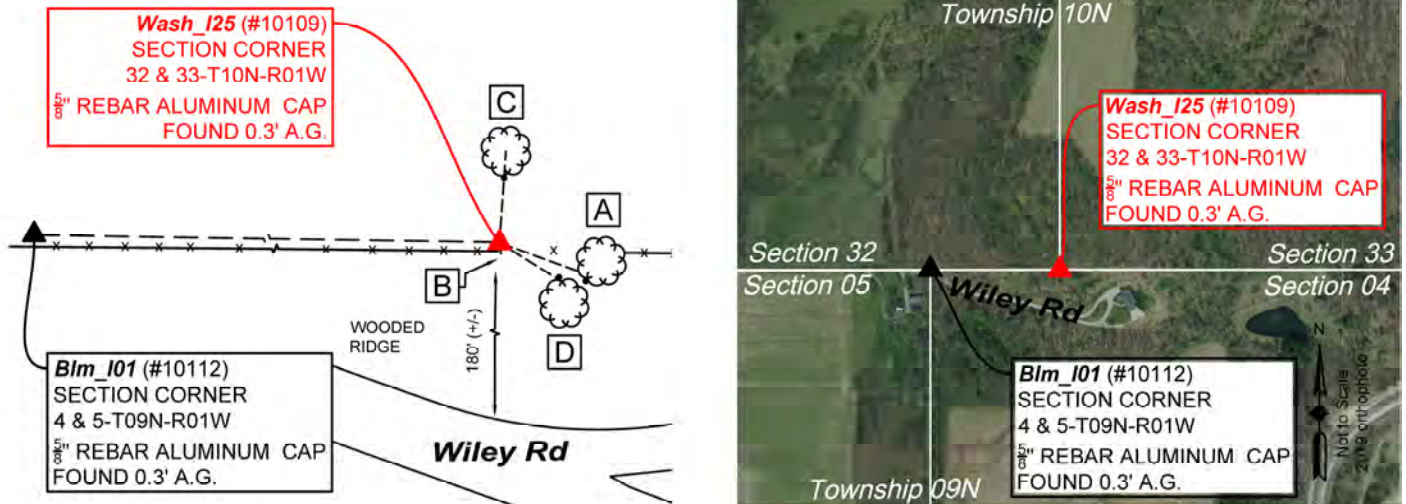 Wash_I25 (#10109)
SECTION CORNER
32 & 33-T10N-R01W
5/8" REBAR ALUMINUM CAP
FOUND 0.3' A.G.
C
A
B
D
WOODED
RIDGE
180' (+/-)
Blm_I01 (#10112)
SECTION CORNER
4 & 5-T09N-R01W
5/8" REBAR ALUMINUM CAP
FOUND 0.3' A.G.
Wiley Rd
Township 10N
Wash_I25 (#10109)
SECTION CORNER
32 & 33-T10N-R01W
5/8" REBAR ALUMINUM CAP
FOUND 0.3' A.G.
Section 32
Section 33
Section 05
Section 04
Wiley Rd
Blm_I01 (#10112)
SECTION CORNER
4 & 5-T09N-R01W
5/8" REBAR ALUMINUM CAP
FOUND 0.3' A.G.
N
Not to Scale
2019 orthophoto
Township 09N